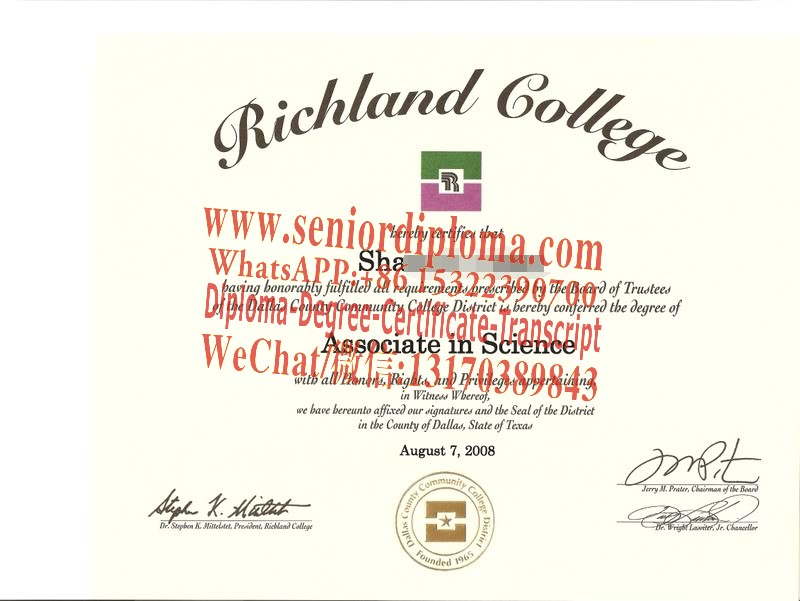 Richland College
R
hereby certifies that
www.seniordiploma.com
Sha
WhatsAPP:+86 15322390700
having honorably fulfilled all requirements prescribed by the Board of Trustees
Diploma-Degree-Certificate-Transcript
of the Dallas County Community College District is hereby conferred the degree of
Associate in Science
WeChat/微信:13170389843
with all Honors, Rights, and Privileges appertaining,
in Witness Whereof,
we have hereunto affixed our signatures and the Seal of the District
in the County of Dallas, State of Texas
August 7, 2008
Jerry M. Prater, Chairman of the Board
Stephen K. Mittelstet
Dr. Stephen K. Mittelstet, President, Richland College
Dr. Wright Lassiter, Jr. Chancellor
Dallas County Community College District
Founded 1965